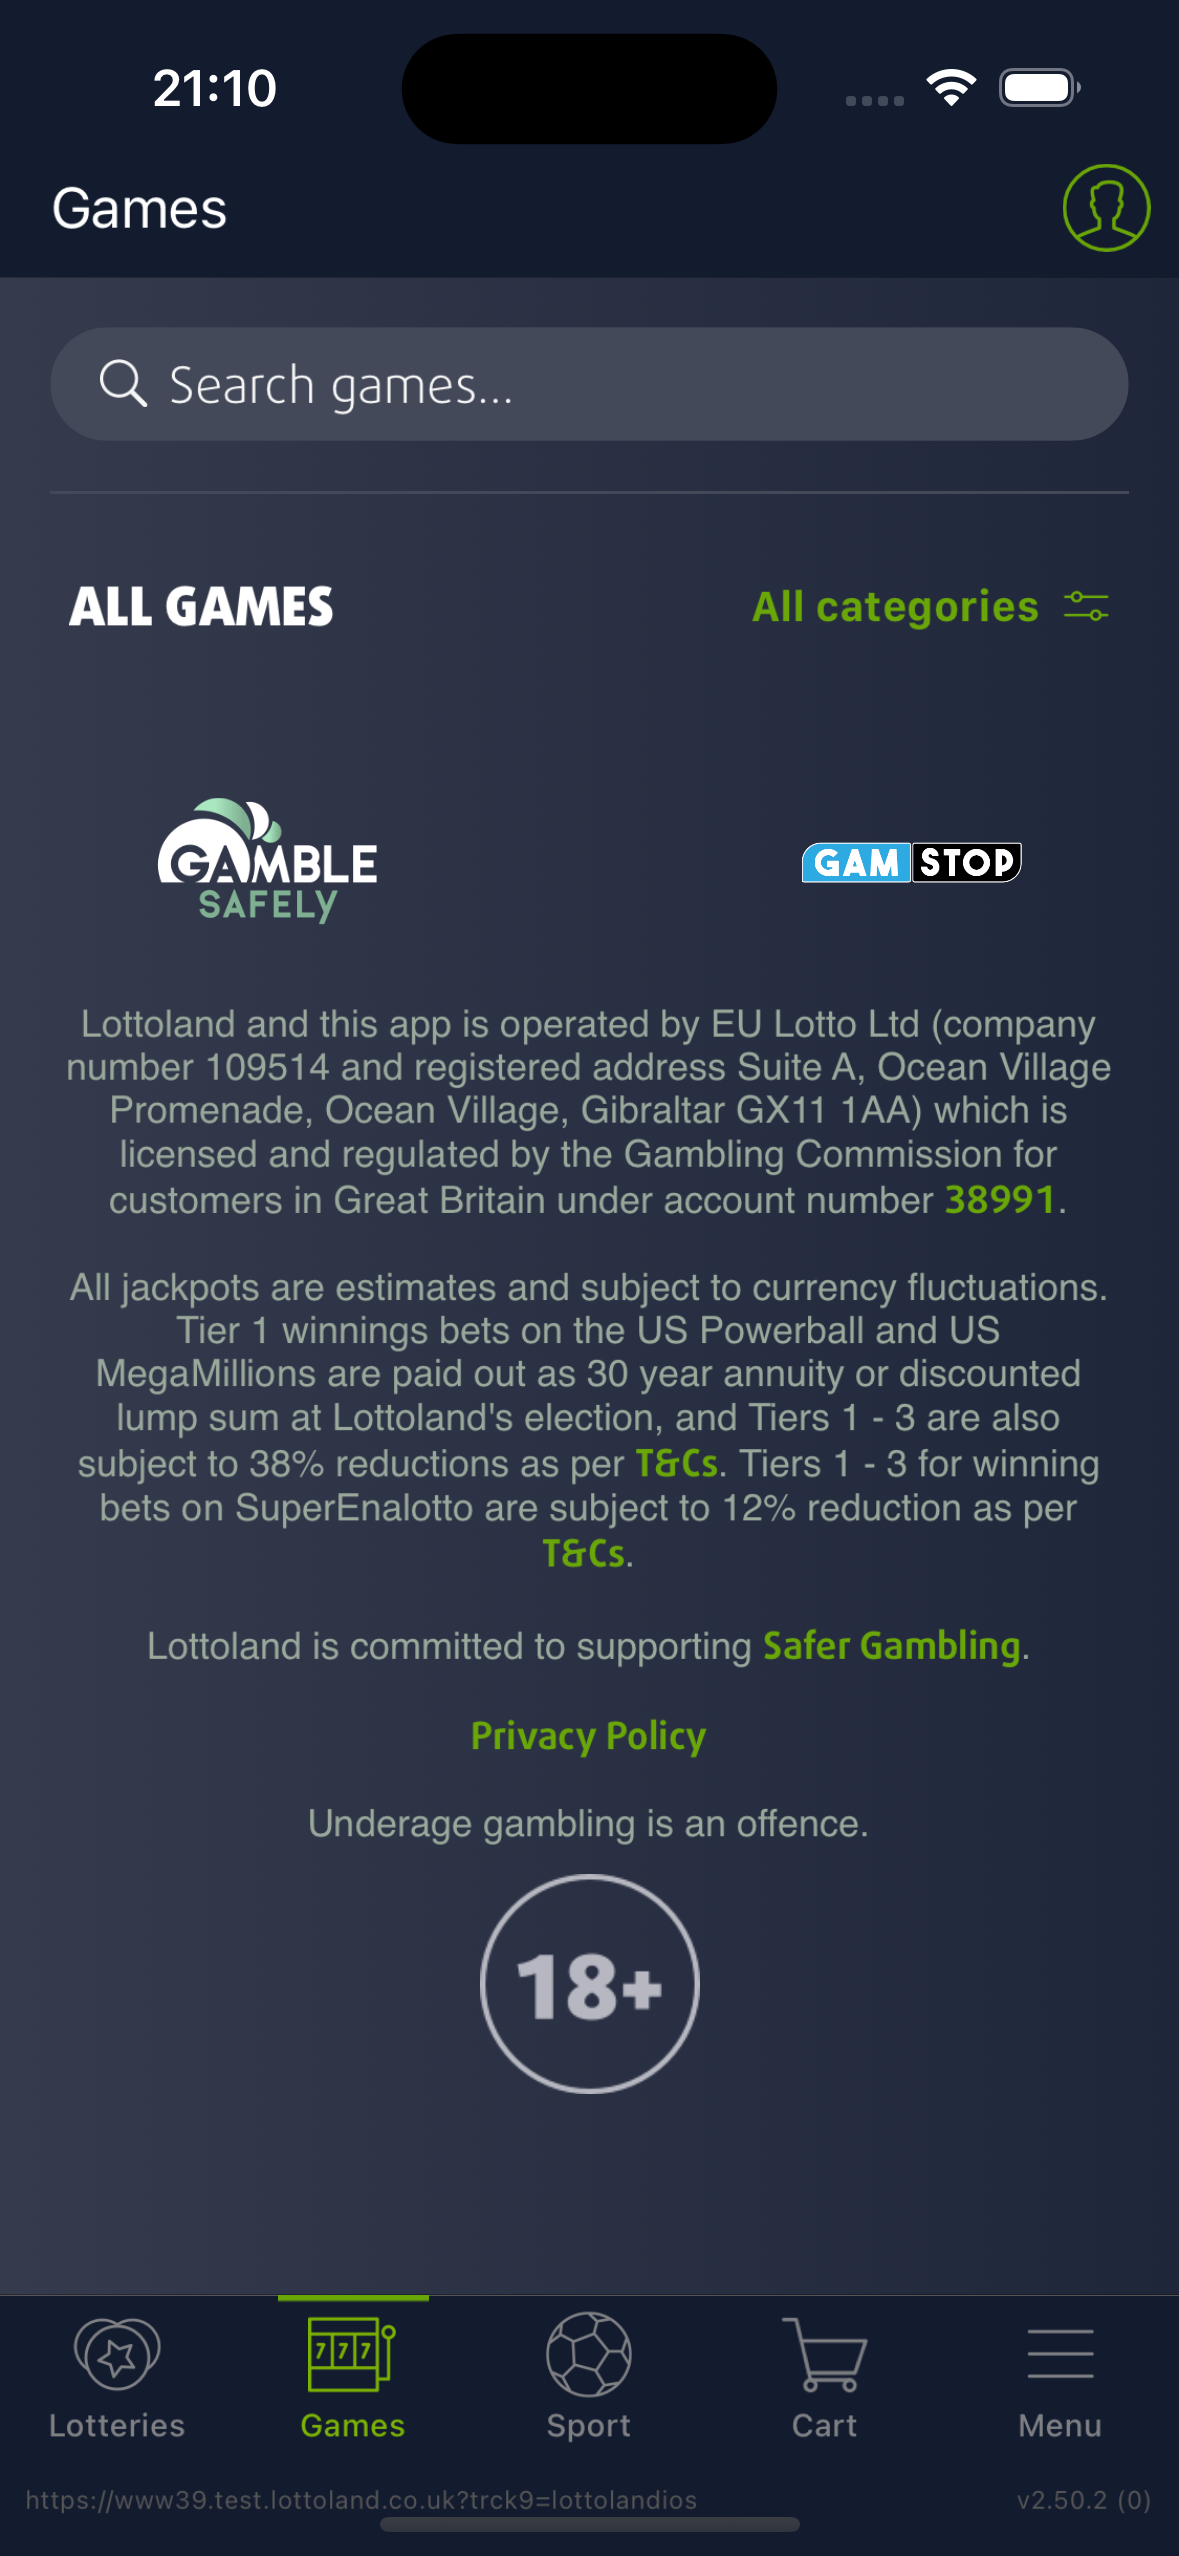 21:10
Games
Search games...
ALL GAMES
All categories
GAMBLE
SAFELY
GAM STOP
Lottoland and this app is operated by EU Lotto Ltd (company
number 109514 and registered address Suite A, Ocean Village
Promenade, Ocean Village, Gibraltar GX11 1AA) which is
licensed and regulated by the Gambling Commission for
customers in Great Britain under account number 38991.
All jackpots are estimates and subject to currency fluctuations.
Tier 1 winnings bets on the US Powerball and US
MegaMillions are paid out as 30 year annuity or discounted
lump sum at Lottoland's election, and Tiers 1 - 3 are also
subject to 38% reductions as per T&Cs. Tiers 1 - 3 for winning
bets on SuperEnalotto are subject to 12% reduction as per
T&Cs.
Lottoland is committed to supporting Safer Gambling.
Privacy Policy
Underage gambling is an offence.
18+
777
Lotteries
Games
Sport
Cart
Menu
https://www39.test.lottoland.co.uk?trck9=lottolandios
v2.50.2 (0)